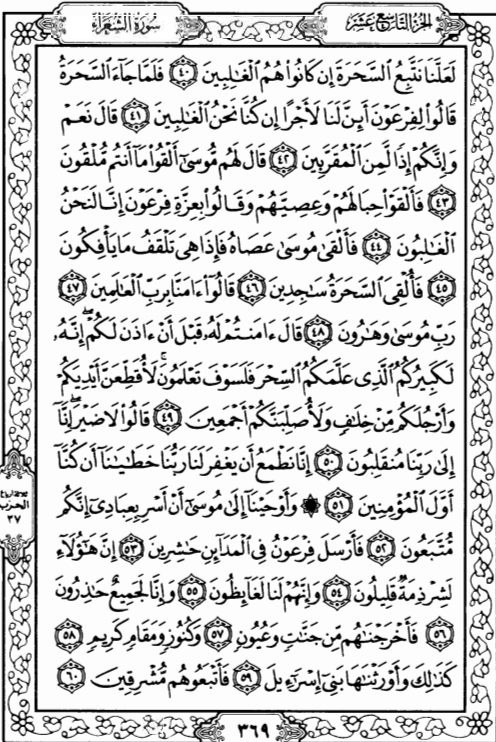 الجزء التاسع عشر
سورة الشعراء
لَعَلَّنَا نَتَّبِعُ ٱلسَّحَرَةَ إِن كَانُوا۟ هُمُ ٱلْغَـٰلِبِينَ ٤٠ فَلَمَّا جَآءَ ٱلسَّحَرَةُ
قَالُوا۟ لِفِرْعَوْنَ أَئِنَّ لَنَا لَأَجْرًا إِن كُنَّا نَحْنُ ٱلْغَـٰلِبِينَ ٤١ قَالَ نَعَمْ
وَإِنَّكُمْ إِذًا لَّمِنَ ٱلْمُقَرَّبِينَ ٤٢ قَالَ لَهُم مُّوسَىٰٓ أَلْقُوا۟ مَآ أَنتُم مُّلْقُونَ
٤٣ فَأَلْقَوْا۟ حِبَالَهُمْ وَعِصِيَّهُمْ وَقَالُوا۟ بِعِزَّةِ فِرْعَوْنَ إِنَّا لَنَحْنُ
ٱلْغَـٰلِبُونَ ٤٤ فَأَلْقَىٰ مُوسَىٰ عَصَاهُ فَإِذَا هِىَ تَلْقَفُ مَا يَأْفِكُونَ
٤٥ فَأُلْقِىَ ٱلسَّحَرَةُ سَـٰجِدِينَ ٤٦ قَالُوٓا۟ ءَامَنَّا بِرَبِّ ٱلْعَـٰلَمِينَ ٤٧
رَبِّ مُوسَىٰ وَهَـٰرُونَ ٤٨ قَالَ ءَامَنتُمْ لَهُۥ قَبْلَ أَنْ ءَاذَنَ لَكُمْ ۖ إِنَّهُۥ
لَكَبِيرُكُمُ ٱلَّذِى عَلَّمَكُمُ ٱلسِّحْرَ فَلَسَوْفَ تَعْلَمُونَ ۚ لَأُقَطِّعَنَّ أَيْدِيَكُمْ
وَأَرْجُلَكُم مِّنْ خِلَـٰفٍ وَلَأُصَلِّبَنَّكُمْ أَجْمَعِينَ ٤٩ قَالُوا۟ لَا ضَيْرَ ۖ إِنَّآ
إِلَىٰ رَبِّنَا مُنقَلِبُونَ ٥٠ إِنَّا نَطْمَعُ أَن يَغْفِرَ لَنَا رَبُّنَا خَطَـٰيَـٰنَآ أَن كُنَّآ
أَوَّلَ ٱلْمُؤْمِنِينَ ٥١ ۞ وَأَوْحَيْنَآ إِلَىٰ مُوسَىٰٓ أَنْ أَسْرِ بِعِبَادِىٓ إِنَّكُم
مُّتَّبَعُونَ ٥٢ فَأَرْسَلَ فِرْعَوْنُ فِى ٱلْمَدَآئِنِ حَـٰشِرِينَ ٥٣ إِنَّ هَـٰٓؤُلَآءِ
لَشِرْذِمَةٌ قَلِيلُونَ ٥٤ وَإِنَّهُمْ لَنَا لَغَآئِظُونَ ٥٥ وَإِنَّا لَجَمِيعٌ حَـٰذِرُونَ
٥٦ فَأَخْرَجْنَـٰهُم مِّن جَنَّـٰتٍ وَعُيُونٍ ٥٧ وَكُنُوزٍ وَمَقَامٍ كَرِيمٍ ٥٨
كَذَٰلِكَ وَأَوْرَثْنَـٰهَا بَنِىٓ إِسْرَٰٓءِيلَ ٥٩ فَأَتْبَعُوهُم مُّشْرِقِينَ ٦٠
الحزب
٣٧
٣٦٩